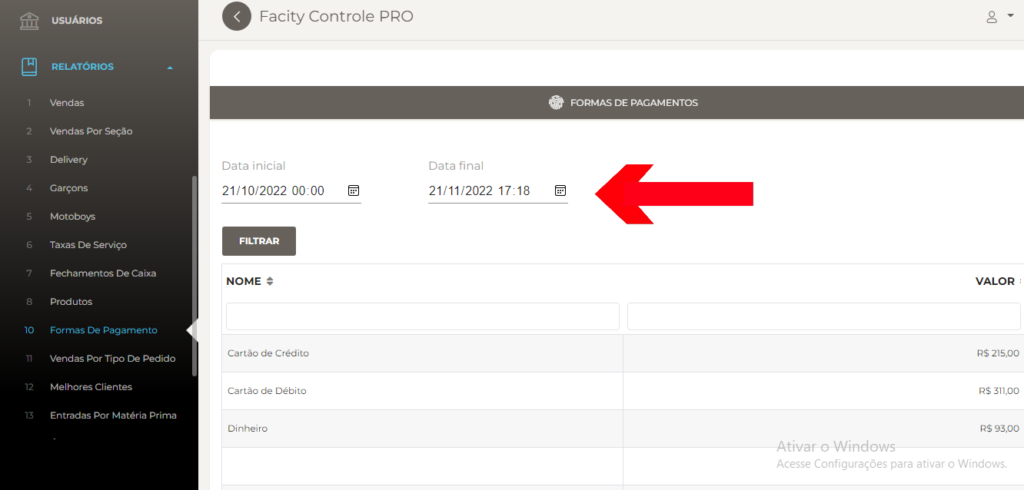 USUÁRIOS
Facity Controle PRO
RELATÓRIOS
1 Vendas
2 Vendas Por Seção
3 Delivery
4 Garçons
5 Motoboys
6 Taxas De Serviço
7 Fechamentos De Caixa
8 Produtos
10 Formas De Pagamento
11 Vendas Por Tipo De Pedido
12 Melhores Clientes
13 Entradas Por Matéria Prima
FORMAS DE PAGAMENTOS
Data inicial Data final
21/10/2022 00:00 21/11/2022 17:18
FILTRAR
NOME VALOR
Cartão de Crédito R$ 215,00
Cartão de Débito R$ 311,00
Dinheiro R$ 93,00
Ativar o Windows
Acesse Configurações para ativar o Windows.